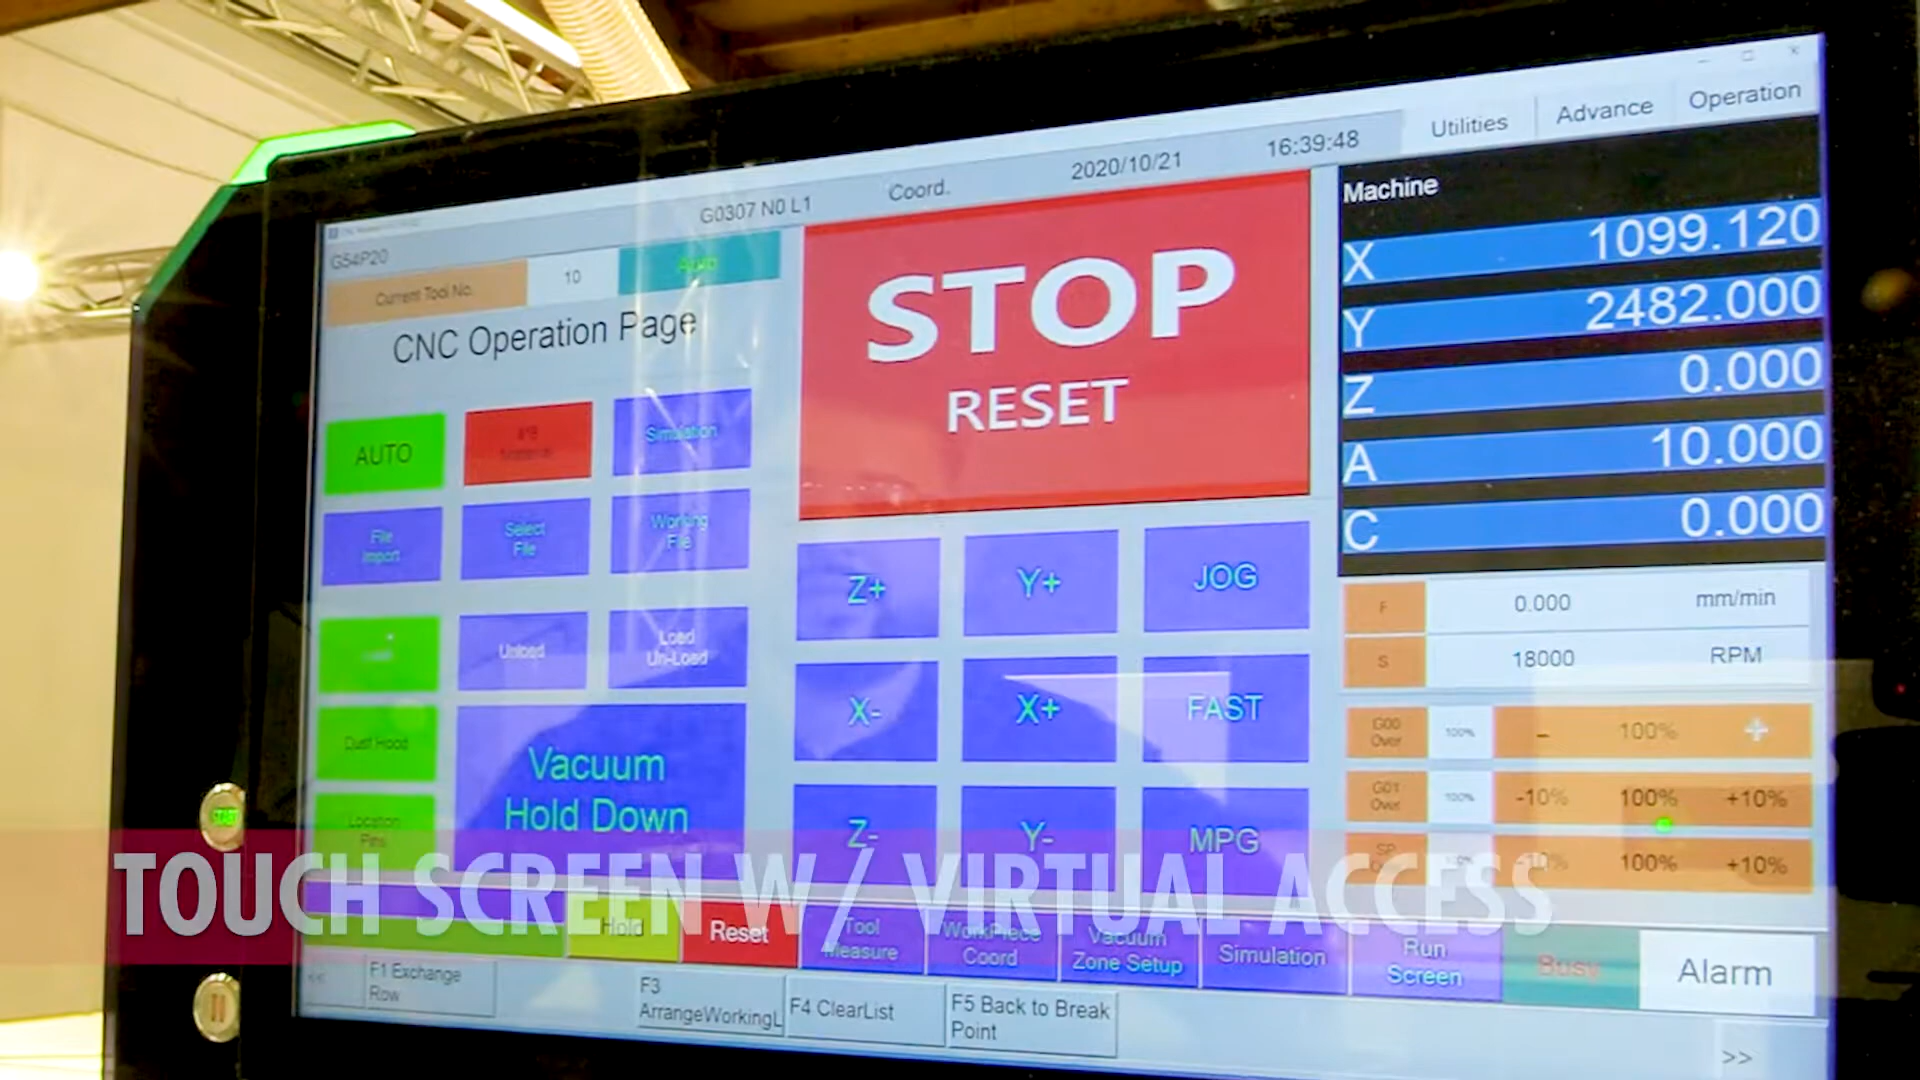 Utilities
Advance
Operation
G0307 N0 L1
Coord.
2020/10/21
16:39:48
G54P20
Current Tool No.
10
Auto
CNC Operation Page
STOP
RESET
Machine
X 1099.120
Y 2482.000
Z 0.000
A 10.000
C 0.000
AUTO
Simulation
File
Import
Select
File
Working
File
Unload
Load
Un-Load
Dust Hood
Location
Pins
Vacuum
Hold Down
Z+
Y+
JOG
X-
X+
FAST
Z-
Y-
MPG
F 0.000 mm/min
S 18000 RPM
G00
Over
100%
- 100% +
G01
Over
100%
-10% 100% +10%
SP
100%
-10% 100% +10%
START
TOUCH SCREEN W/ VIRTUAL ACCESS
Hold
Reset
Tool
Measure
WorkPiece
Coord
Vacuum
Zone Setup
Simulation
Run
Screen
Busy
Alarm
<<
F1 Exchange
Row
F3
ArrangeWorkingL
F4 ClearList
F5 Back to Break
Point
>>